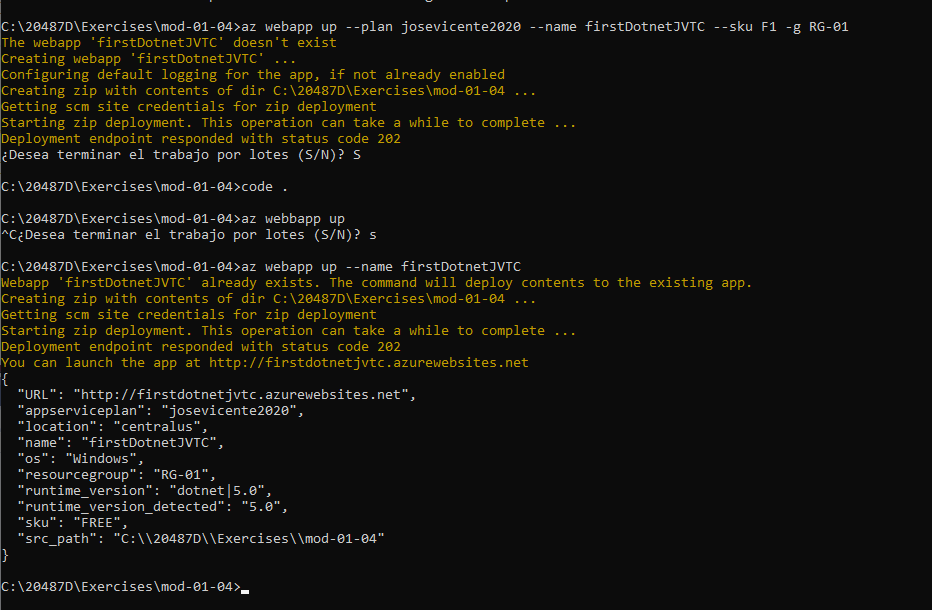 C:\20487D\Exercises\mod-01-04>az webapp up --plan josevicente2020 --name firstDotnetJVTC --sku F1 -g RG-01
The webapp 'firstDotnetJVTC' doesn't exist
Creating webapp 'firstDotnetJVTC' ...
Configuring default logging for the app, if not already enabled
Creating zip with contents of dir C:\20487D\Exercises\mod-01-04 ...
Getting scm site credentials for zip deployment
Starting zip deployment. This operation can take a while to complete ...
Deployment endpoint responded with status code 202
¿Desea terminar el trabajo por lotes (S/N)? S
C:\20487D\Exercises\mod-01-04>code .
C:\20487D\Exercises\mod-01-04>az webbapp up
^C¿Desea terminar el trabajo por lotes (S/N)? s
C:\20487D\Exercises\mod-01-04>az webapp up --name firstDotnetJVTC
Webapp 'firstDotnetJVTC' already exists. The command will deploy contents to the existing app.
Creating zip with contents of dir C:\20487D\Exercises\mod-01-04 ...
Getting scm site credentials for zip deployment
Starting zip deployment. This operation can take a while to complete ...
Deployment endpoint responded with status code 202
You can launch the app at http://firstdotnetjvtc.azurewebsites.net
{
"URL": "http://firstdotnetjvtc.azurewebsites.net",
"appserviceplan": "josevicente2020",
"location": "centralus",
"name": "firstDotnetJVTC",
"os": "Windows",
"resourcegroup": "RG-01",
"runtime_version": "dotnet|5.0",
"runtime_version_detected": "5.0",
"sku": "FREE",
"src_path": "C:\\20487D\\Exercises\\mod-01-04"
}
C:\20487D\Exercises\mod-01-04>